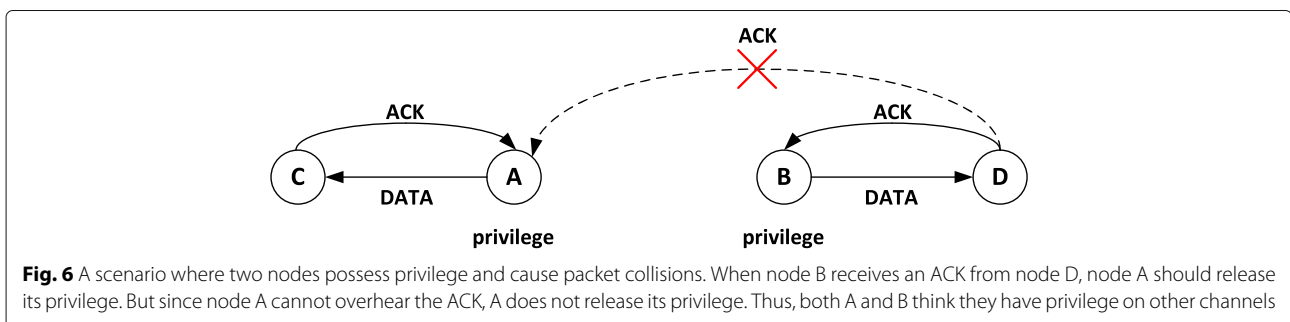 ACK
ACK
ACK
C
A
B
D
DATA
DATA
privilege
privilege
Fig. 6 A scenario where two nodes possess privilege and cause packet collisions. When node B receives an ACK from node D, node A should release
its privilege. But since node A cannot overhear the ACK, A does not release its privilege. Thus, both A and B think they have privilege on other channels